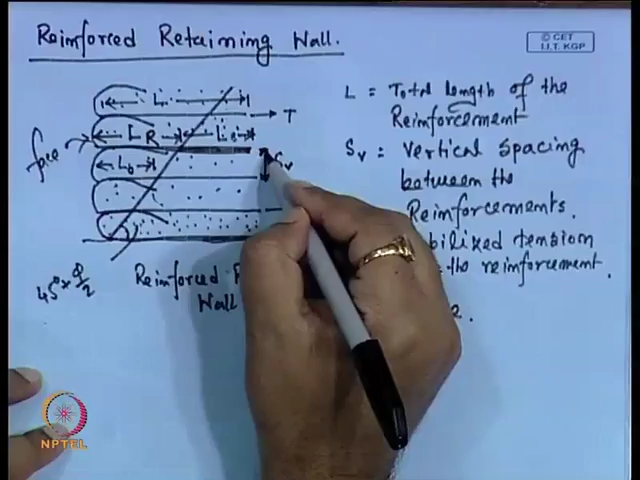 Reinforced Retaining Wall.
© CET
I.I.T. KGP
L
T
LR Le
face
Lo
Sv
45° + φ/2
Reinforced
Wall
L = Total length of the
Reinforcement
Sv = Vertical spacing
between the
Reinforcements.
bilized tension
the reinforcement
NPTEL